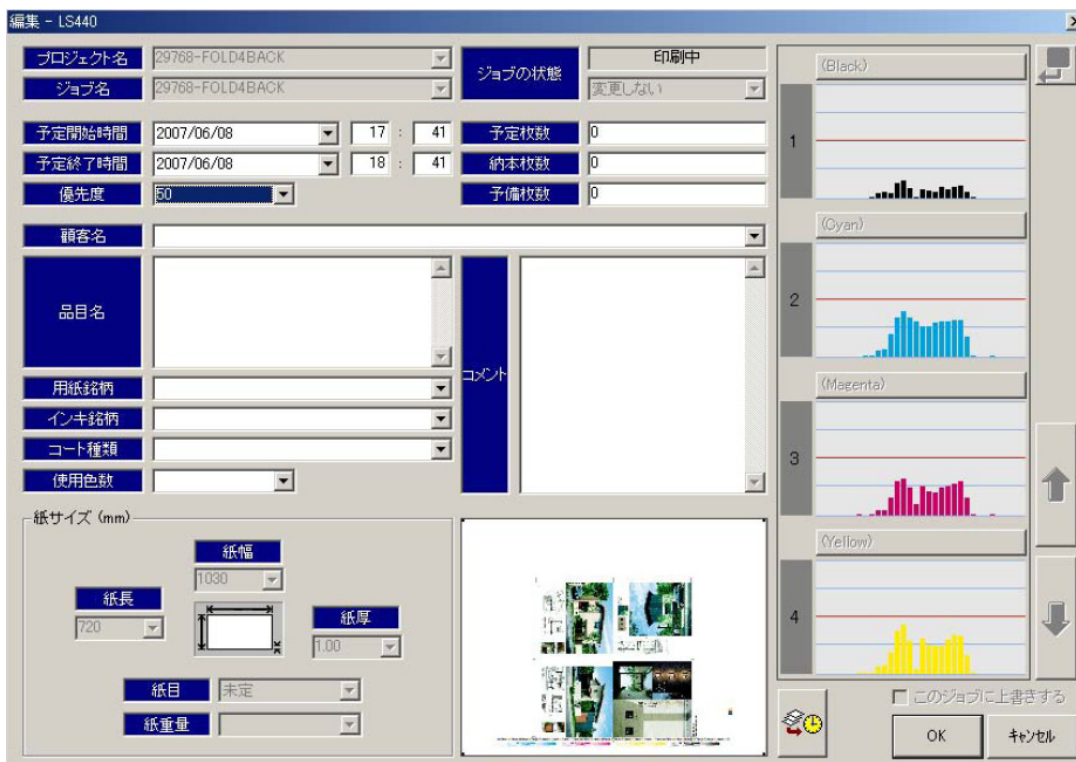 編集 - LS440
プロジェクト名 29768-FOLD4BACK
ジョブ名 29768-FOLD4BACK
ジョブの状態 印刷中
変更しない
予定開始時間 2007/06/08 17 : 41
予定終了時間 2007/06/08 18 : 41
優先度 50
予定枚数 0
納本枚数 0
予備枚数 0
顧客名
品目名
コメント
用紙銘柄
インキ銘柄
コート種類
使用色数
紙サイズ (mm)
紙幅
1030
紙長
720
紙厚
1.00
紙目 未定
紙重量
(Black)
1
(Cyan)
2
(Magenta)
3
(Yellow)
4
このジョブに上書きする
OK キャンセル